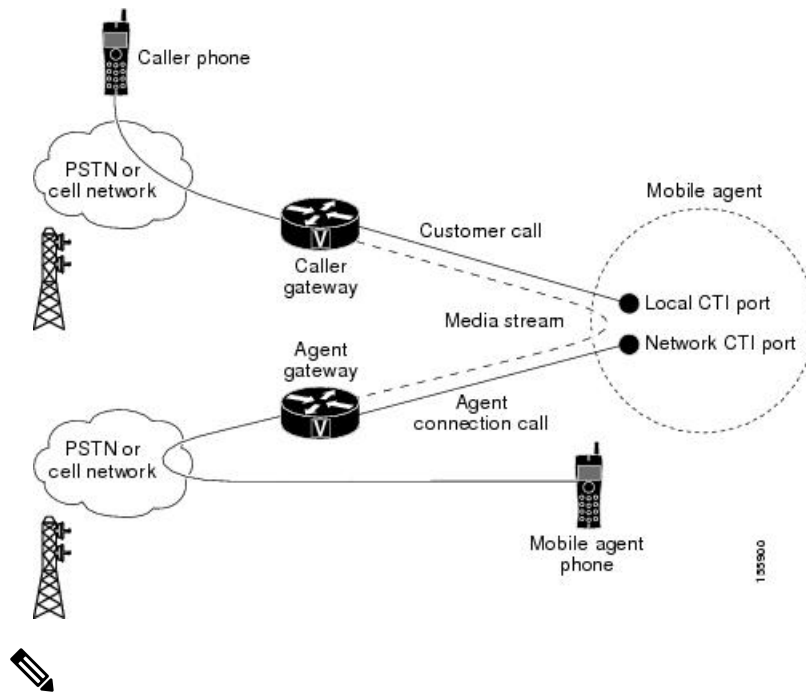 Caller phone
PSTN or
cell network
Mobile agent
Customer call
V
Caller
gateway
Local CTI port
Media stream
Network CTI port
Agent
gateway
V
Agent
connection call
PSTN or
cell network
Mobile agent
phone
155900